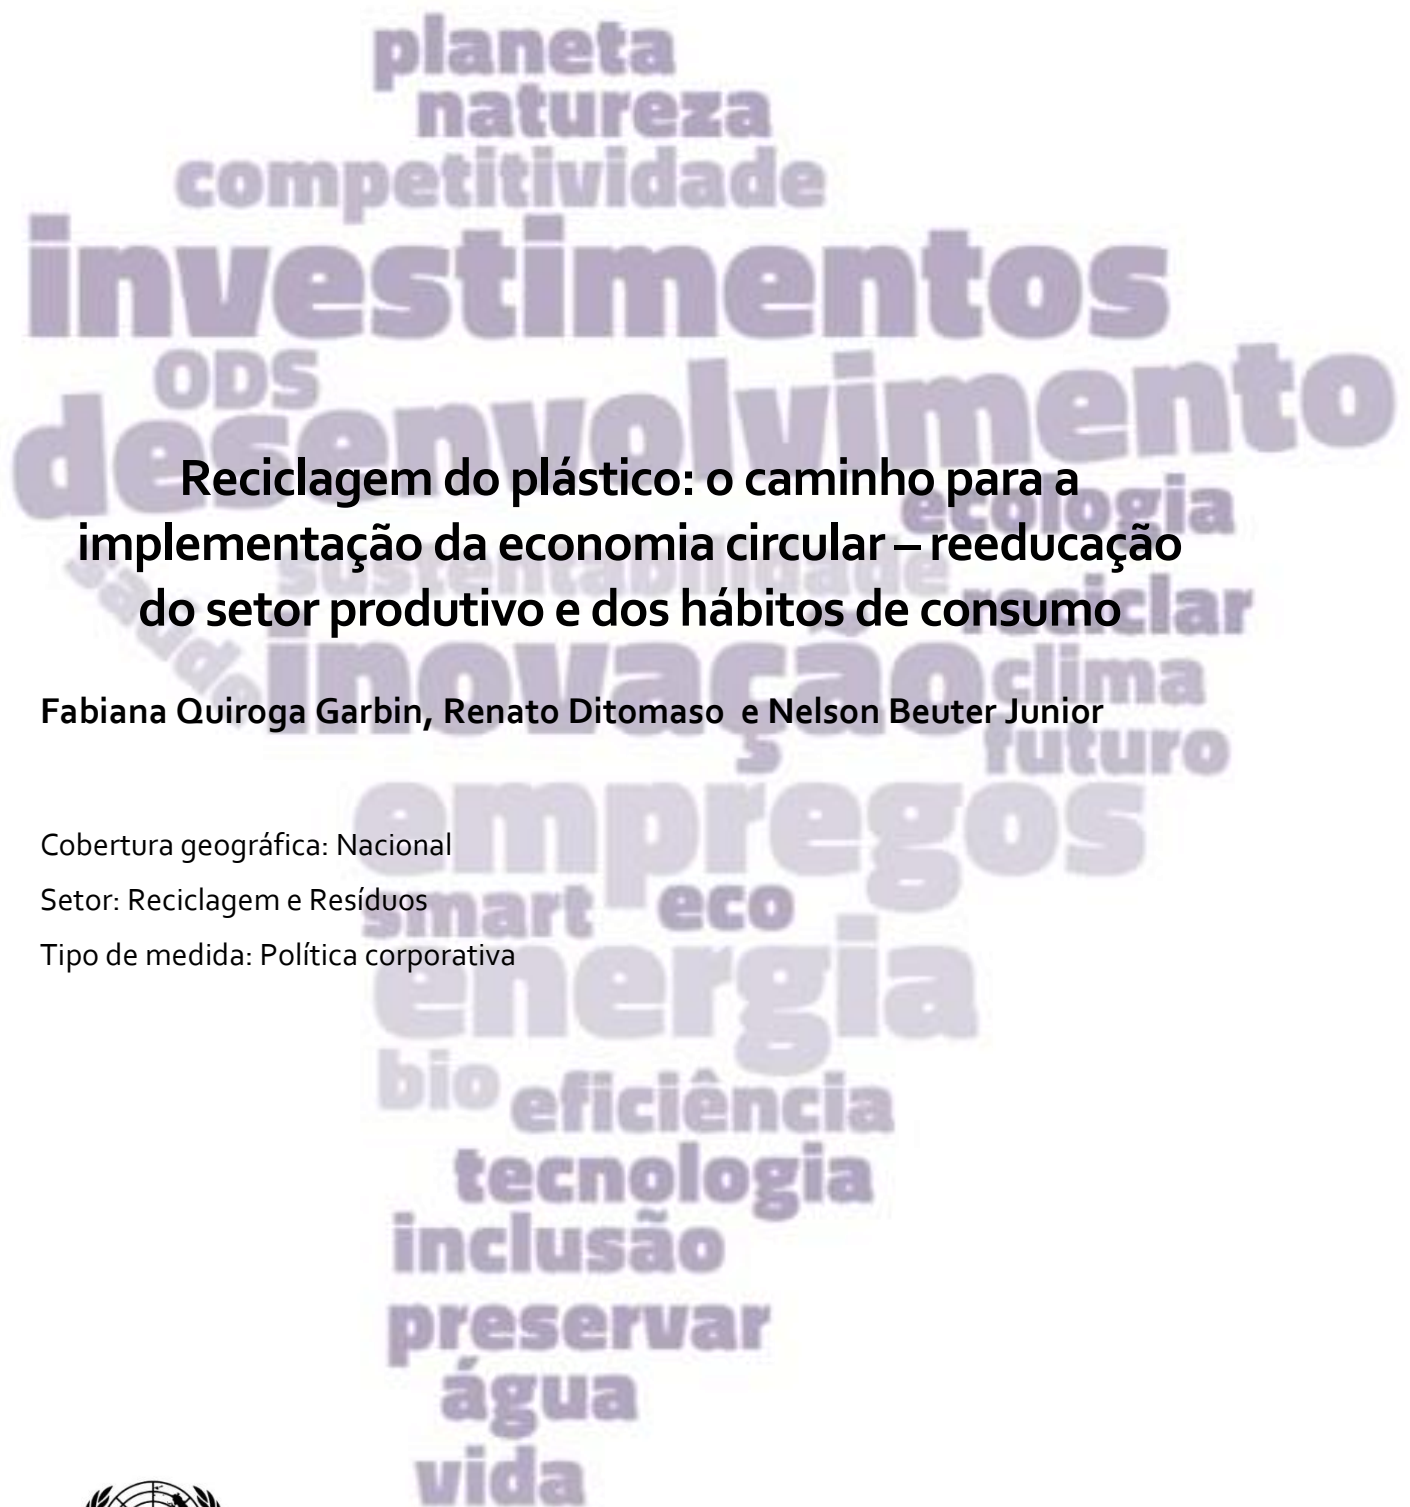 planeta
natureza
competitividade
investimentos
ODS
desenvolvimento
Reciclagem do plástico: o caminho para a
ecologia
implementação da economia circular – reeducação
sustentabilidade
reciclar
do setor produtivo e dos hábitos de consumo
saúde
inovação
clima
Fabiana Quiroga Garbin, Renato Ditomaso e Nelson Beuter Junior
futuro
empregos
Cobertura geográfica: Nacional
Setor: Reciclagem e Resíduos
smart eco
Tipo de medida: Política corporativa
energia
bio
eficiência
tecnologia
inclusão
preservar
água
vida